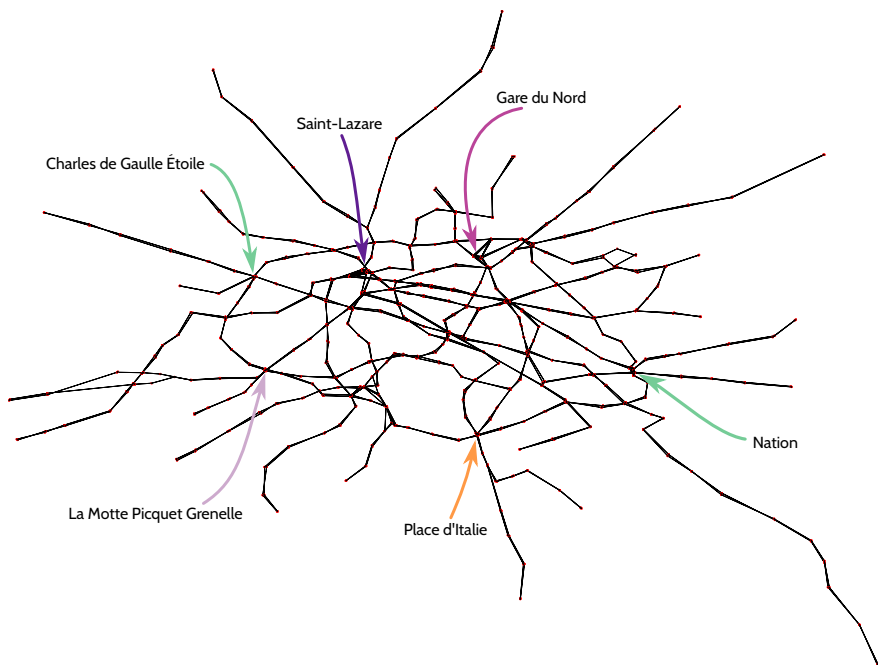 Gare du Nord
Saint-Lazare
Charles de Gaulle Étoile
Nation
La Motte Picquet Grenelle
Place d'Italie